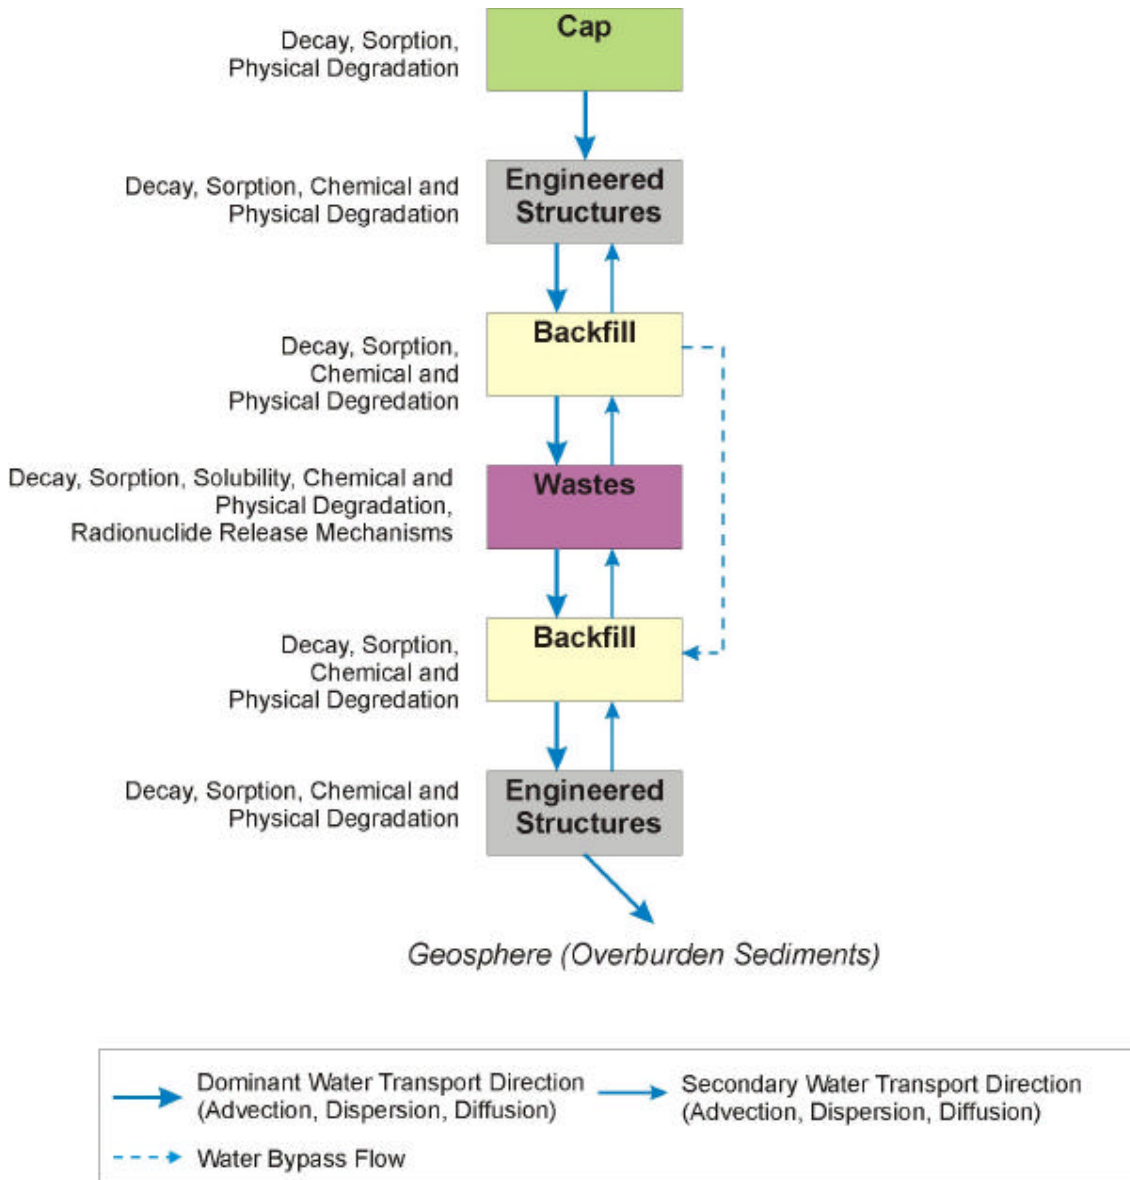 Cap
Decay, Sorption,
Physical Degradation
Engineered
Structures
Decay, Sorption, Chemical and
Physical Degradation
Backfill
Decay, Sorption,
Chemical and
Physical Degredation
Wastes
Decay, Sorption, Solubility, Chemical and
Physical Degradation,
Radionuclide Release Mechanisms
Backfill
Decay, Sorption,
Chemical and
Physical Degredation
Engineered
Structures
Decay, Sorption, Chemical and
Physical Degradation
Geosphere (Overburden Sediments)
Dominant Water Transport Direction
(Advection, Dispersion, Diffusion)
Secondary Water Transport Direction
(Advection, Dispersion, Diffusion)
Water Bypass Flow